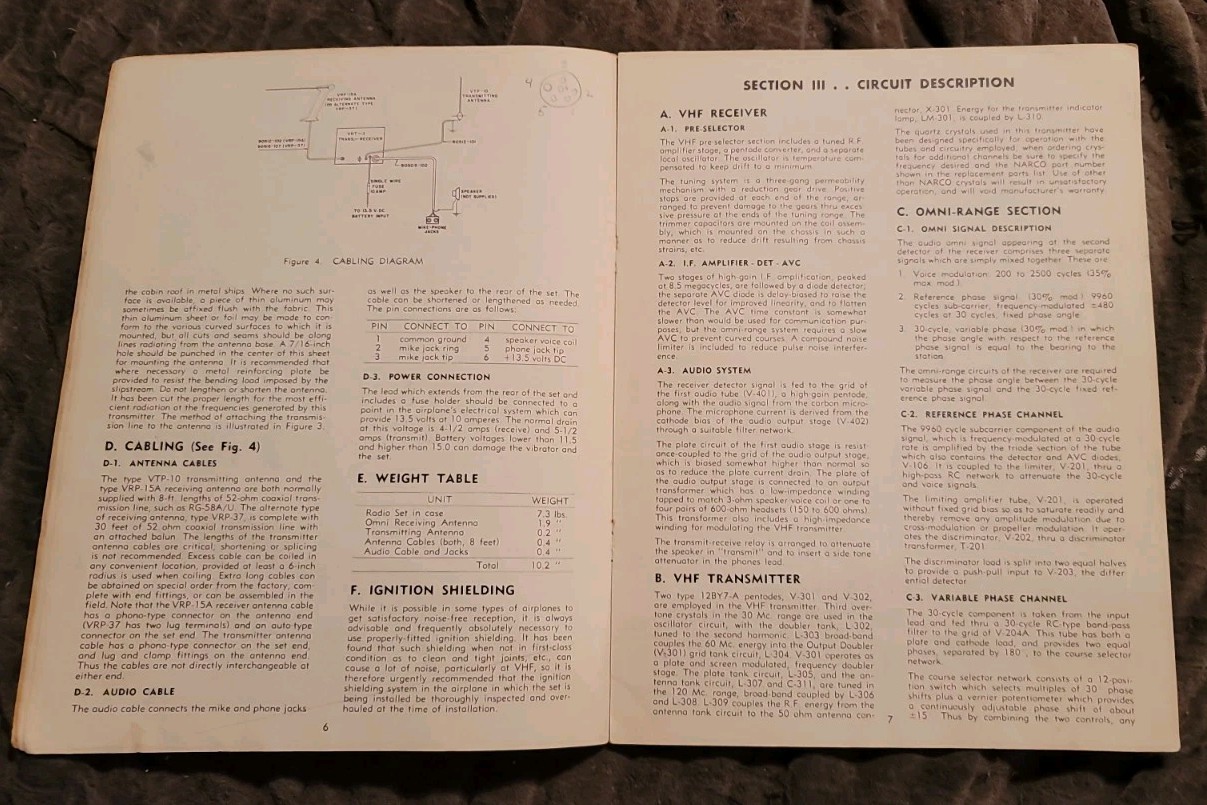 RECEIVING ANTENNA
TRANSMITTING
ANTENNA
SINGLE WIRE
FUSE
SPEAKER
(NOT SUPPLIED)
BATTERY INPUT
MIKE-PHONE
JACKS
Figure 4. CABLING DIAGRAM
the cabin roof in metal ships. Where no such sur-
face is available, a piece of thin aluminum may
sometimes be affixed flush with the fabric. This
thin aluminum sheet or foil may be made to con-
form to the various curved surfaces to which it is
mounted, but all cuts and seams should be along
lines radiating from the antenna base. A 7/16-inch
hole should be punched in the center of this sheet
for mounting the antenna. It is recommended that
where necessary a metal reinforcing plate be
provided to resist the bending load imposed by the
slipstream. Do not lengthen or shorten the antenna.
It has been cut the proper length for the most effi-
cient radiation at the frequencies generated by this
transmitter. The method of attaching the transmis-
sion line to the antenna is illustrated in Figure 3.
D. CABLING (See Fig. 4)
D-1. ANTENNA CABLES
The type VTP-10 transmitting antenna and the
type VRP-15A receiving antenna are both normally
supplied with 8-ft. lengths of 52-ohm coaxial trans-
mission line, such as RG-58A/U. The alternate type
of receiving antenna, type VRP-37, is complete with
30 feet of 52 ohm coaxial transmission line with
an attached balun. The lengths of the transmitter
antenna cables are critical; shortening or splicing
is not recommended. Excess cable can be coiled in
any convenient location, provided at least a 6-inch
radius is used when coiling. Extra long cables can
be obtained on special order from the factory, com-
plete with end fittings, or can be assembled in the
field. Note that the VRP-15A receiver antenna cable
has a phono-type connector on the antenna end
(VRP-37 has two lug terminals) and an auto-type
connector on the set end. The transmitter antenna
cable has a phono-type connector on the set end,
and lug and clamp fittings on the antenna end.
Thus the cables are not directly interchangeable at
either end.
D-2. AUDIO CABLE
The audio cable connects the mike and phone jacks
as well as the speaker to the rear of the set. The
cable can be shortened or lengthened as needed.
The pin connections are as follows:
PIN CONNECT TO PIN CONNECT TO
1 common ground 4 speaker voice coil
2 mike jack ring 5 phone jack tip
3 mike jack tip 6 +13.5 volts DC
D-3. POWER CONNECTION
The lead which extends from the rear of the set and
includes a fuse holder should be connected to a
point in the airplane's electrical system which can
provide 13.5 volts at 10 amperes. The normal drain
at this voltage is 4-1/2 amps (receive) and 5-1/2
amps (transmit). Battery voltages lower than 11.5
and higher than 15.0 can damage the vibrator and
the set.
E. WEIGHT TABLE
UNIT WEIGHT
Radio Set in case 7.3 lbs.
Omni Receiving Antenna 1.9 "
Transmitting Antenna 0.2 "
Antenna Cables (both, 8 feet) 0.4 "
Audio Cable and Jacks 0.4 "
Total 10.2 "
F. IGNITION SHIELDING
While it is possible in some types of airplanes to
get satisfactory noise-free reception, it is always
advisable and frequently absolutely necessary to
use properly-fitted ignition shielding. It has been
found that such shielding when not in first-class
condition as to clean and tight joints, etc., can
cause a lot of noise, particularly at VHF, so it is
therefore urgently recommended that the ignition
shielding system in the airplane in which the set is
being installed be thoroughly inspected and over-
hauled at the time of installation.
6
SECTION III . . CIRCUIT DESCRIPTION
A. VHF RECEIVER
A-1. PRE-SELECTOR
The VHF pre selector section includes a tuned R.F.
amplifier stage, a pentode converter, and a separate
local oscillator. The oscillator is temperature com-
pensated to keep drift to a minimum.
The tuning system is a three-gang permeability
mechanism with a reduction gear drive. Positive
stops are provided at each end of the range, ar-
ranged to prevent damage to the gears thru exces
sive pressure at the ends of the tuning range. The
trimmer capacitors are mounted on the coil assem-
bly, which is mounted on the chassis in such a
manner as to reduce drift resulting from chassis
strains, etc.
A-2. I.F. AMPLIFIER - DET - AVC
Two stages of high-gain I.F. amplification, peaked
at 8.5 megacycles, are followed by a diode detector;
the separate AVC diode is delay-biased to raise the
detector level for improved linearity, and to flatten
the AVC. The AVC time constant is somewhat
slower than would be used for communication pur-
poses, but the omni-range system requires a slow
AVC to prevent curved courses. A compound noise
limiter is included to reduce pulse noise interfer-
ence.
A-3. AUDIO SYSTEM
The receiver detector signal is fed to the grid of
the first audio tube (V-401), a high-gain pentode,
along with the audio signal from the carbon micro-
phone. The microphone current is derived from the
cathode bias of the audio output stage (V-402)
through a suitable filter network.
The plate circuit of the first audio stage is resist
ance-coupled to the grid of the audio output stage,
which is biased somewhat higher than normal so
as to reduce the plate current drain. The plate of
the audio output stage is connected to an output
transformer which has a low-impedance winding
tapped to match 3-ohm speaker voice coil or one to
four pairs of 600-ohm headsets (150 to 600 ohms).
This transformer also includes a high-impedance
winding for modulating the VHF transmitter.
The transmit-receive relay is arranged to attenuate
the speaker in "transmit" and to insert a side tone
attenuator in the phones lead.
B. VHF TRANSMITTER
Two type 12BY7-A pentodes, V-301 and V-302,
are employed in the VHF transmitter. Third over-
tone crystals in the 30 Mc. range are used in the
oscillator circuit, with the doubler tank, L-302,
tuned to the second harmonic. L-303 broad-band
couples the 60 Mc. energy into the Output Doubler
(V-301) grid tank circuit, L-304. V-301 operates as
a plate and screen modulated, frequency doubler
stage. The plate tank circuit, L-305, and the an-
tenna tank circuit, L-307 and C-311, are tuned in
the 120 Mc. range, broad-band coupled by L-306
and L-308. L-309 couples the R.F. energy from the
antenna tank circuit to the 50 ohm antenna con-
nector, X-301. Energy for the transmitter indicator
lamp, LM-301, is coupled by L-310.
The quartz crystals used in this transmitter have
been designed specifically for operation with the
tubes and circuitry employed; when ordering crys-
tals for additional channels be sure to specify the
frequency desired and the NARCO part number
shown in the replacement parts list. Use of other
than NARCO crystals will result in unsatisfactory
operation, and will void manufacturer's warranty.
C. OMNI-RANGE SECTION
C-1. OMNI SIGNAL DESCRIPTION
The audio omni signal appearing at the second
detector of the receiver comprises three separate
signals which are simply mixed together. These are:
1. Voice modulation: 200 to 2500 cycles (35%
max. mod.).
2. Reference phase signal (30% mod.) 9960
cycles sub-carrier, frequency-modulated ±480
cycles at 30 cycles, fixed phase angle.
3. 30-cycle, variable phase (30% mod.) in which
the phase angle with respect to the reference
phase signal is equal to the bearing to the
station.
The omni-range circuits of the receiver are required
to measure the phase angle between the 30-cycle
variable phase and the 30-cycle fixed ref-
erence phase signal.
C-2. REFERENCE PHASE CHANNEL
The 9960 cycle subcarrier component of the audio
signal, which is frequency-modulated at a 30 cycle
rate is amplified by the triode section of the tube
which also contains the detector and AVC diodes,
V-106. It is coupled to the limiter, V-201, thru a
high-pass RC network to attenuate the 30-cycle
and voice signals.
The limiting amplifier tube, V-201, is operated
without fixed grid bias so as to saturate readily and
thereby remove any amplitude modulation due to
cross-modulation or propeller modulation. It oper-
ates the discriminator, V-202, thru a discriminator
transformer, T-201.
The discriminator load is split into two equal halves
to provide a push-pull input to V-203, the differ-
ential detector.
C-3. VARIABLE PHASE CHANNEL
The 30-cycle component is taken from the input
lead and fed thru a 30-cycle RC-type band-pass
filter to the grid of V-204A. This tube has both a
plate and cathode load, and provides two equal
phases, separated by 180°, to the course selector
network.
The course selector network consists of a 12-posi-
tion switch which selects multiples of 30° phase
shifts plus a vernier potentiometer which provides
a continuously adjustable phase shift of about
±15°. Thus by combining the two controls, any
7